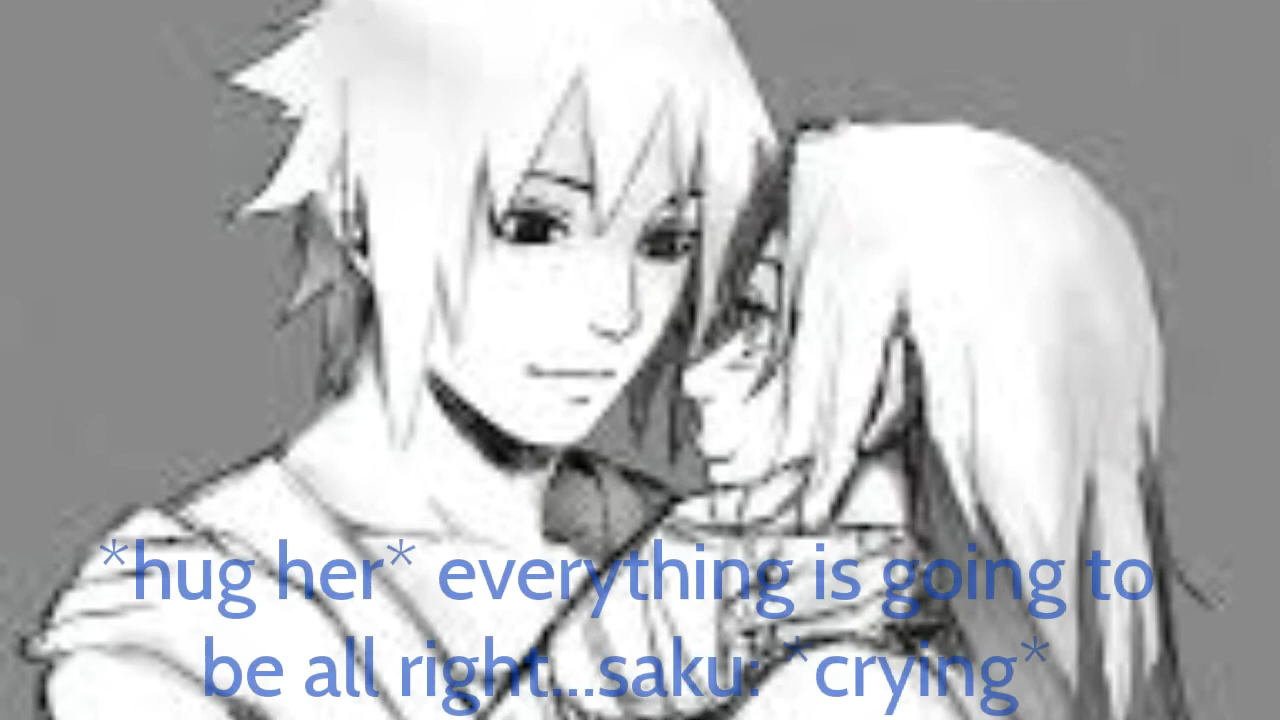 *hug her* everything is going to
be all right...saku: *crying*